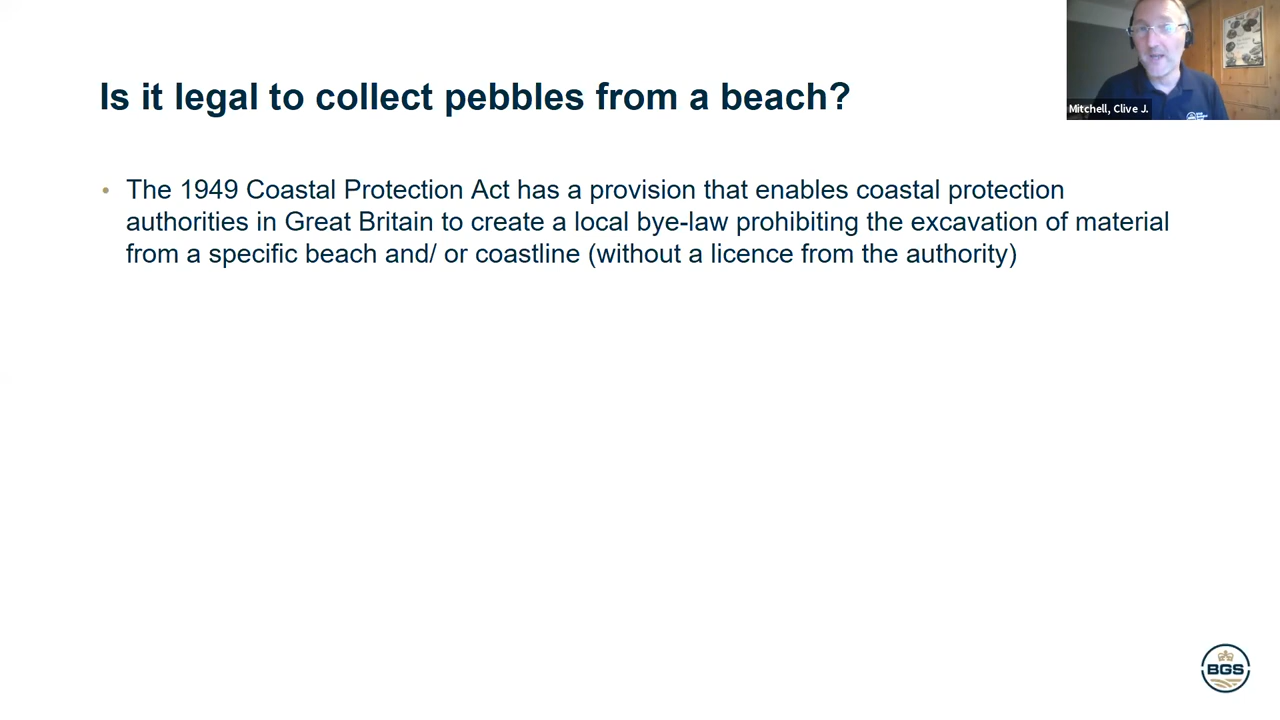 Is it legal to collect pebbles from a beach?
Mitchell, Clive J.
• The 1949 Coastal Protection Act has a provision that enables coastal protection
authorities in Great Britain to create a local bye-law prohibiting the excavation of material
from a specific beach and/ or coastline (without a licence from the authority)
BGS